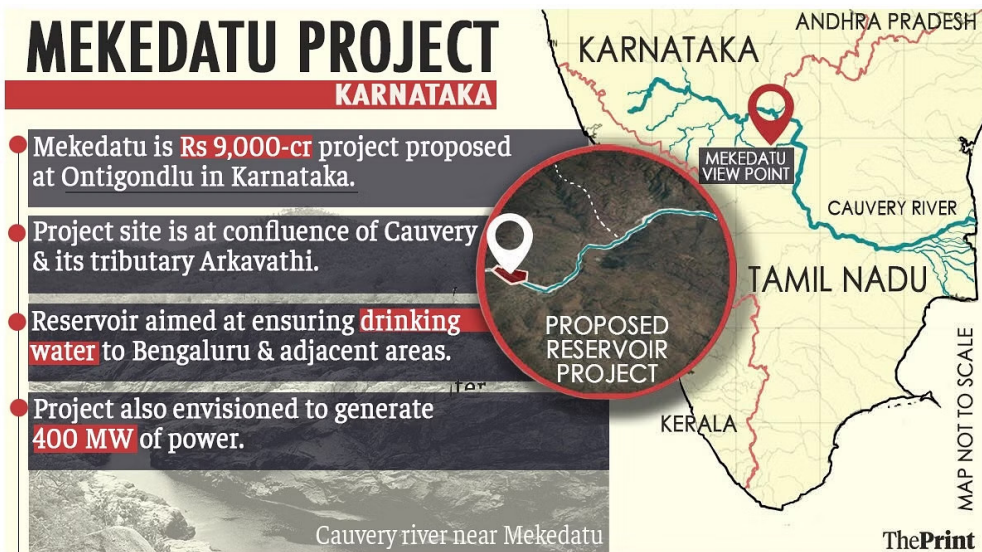 MEKEDATU PROJECT
KARNATAKA
Mekedatu is Rs 9,000-cr project proposed
at Ontigondlu in Karnataka.
Project site is at confluence of Cauvery
& its tributary Arkavathi.
Reservoir aimed at ensuring drinking
water to Bengaluru & adjacent areas.
Project also envisioned to generate
400 MW of power.
Cauvery river near Mekedatu
PROPOSED
RESERVOIR
PROJECT
ANDHRA PRADESH
KARNATAKA
MEKEDATU
VIEW POINT
CAUVERY RIVER
TAMIL NADU
KERALA
MAP NOT TO SCALE
ThePrint